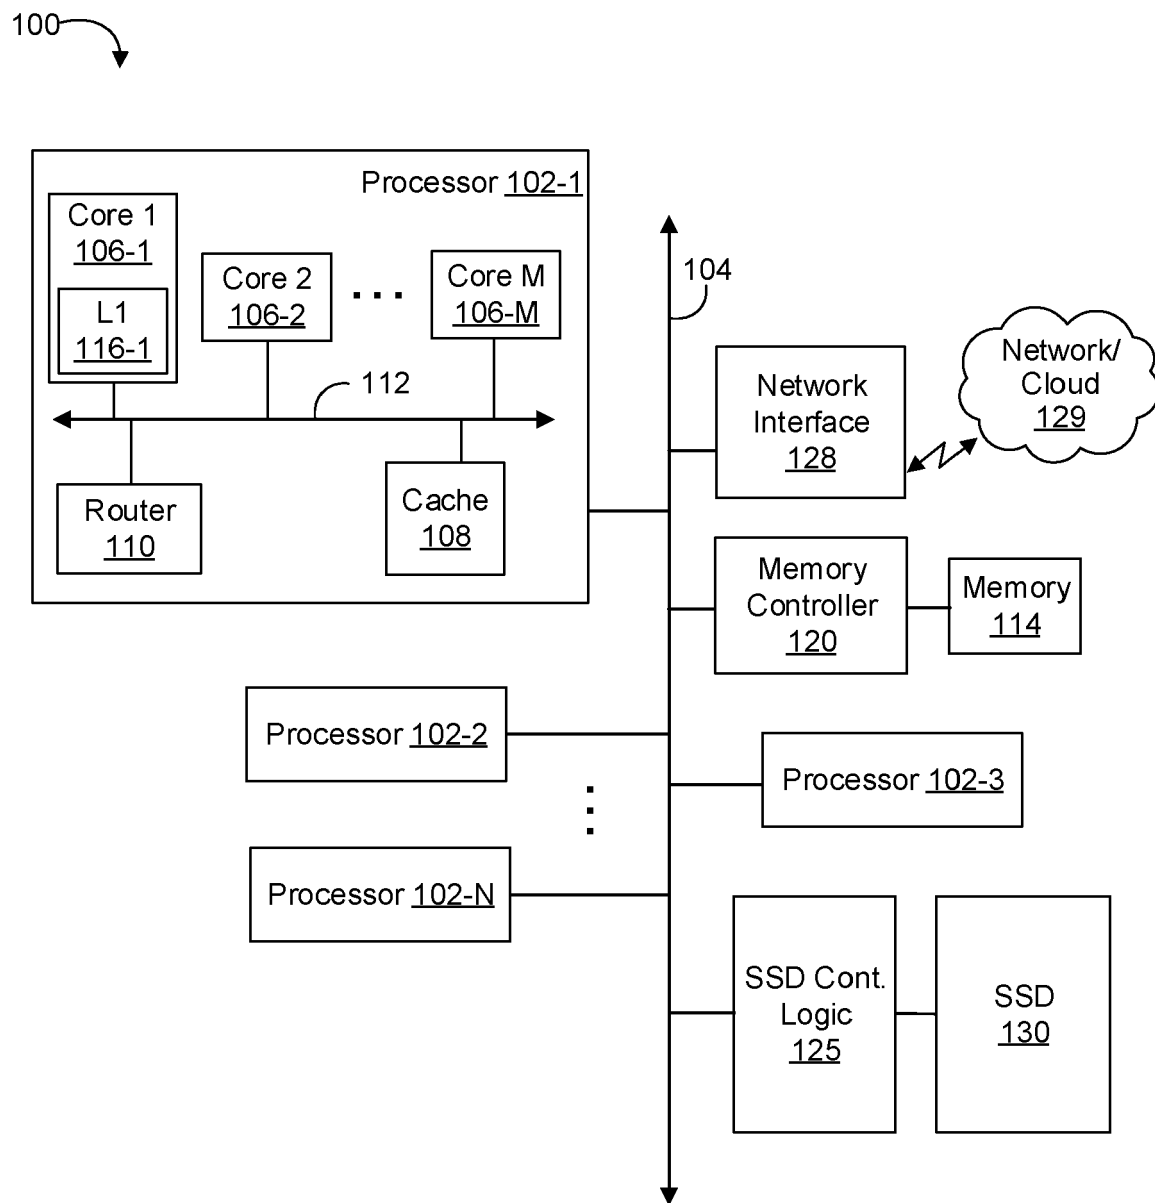 100
Processor 102-1
Core 1
106-1
L1
116-1
Core 2
106-2
...
Core M
106-M
112
Router
110
Cache
108
104
Network
Interface
128
Network/
Cloud
129
Memory
Controller
120
Memory
114
Processor 102-2
Processor 102-3
Processor 102-N
SSD Cont.
Logic
125
SSD
130